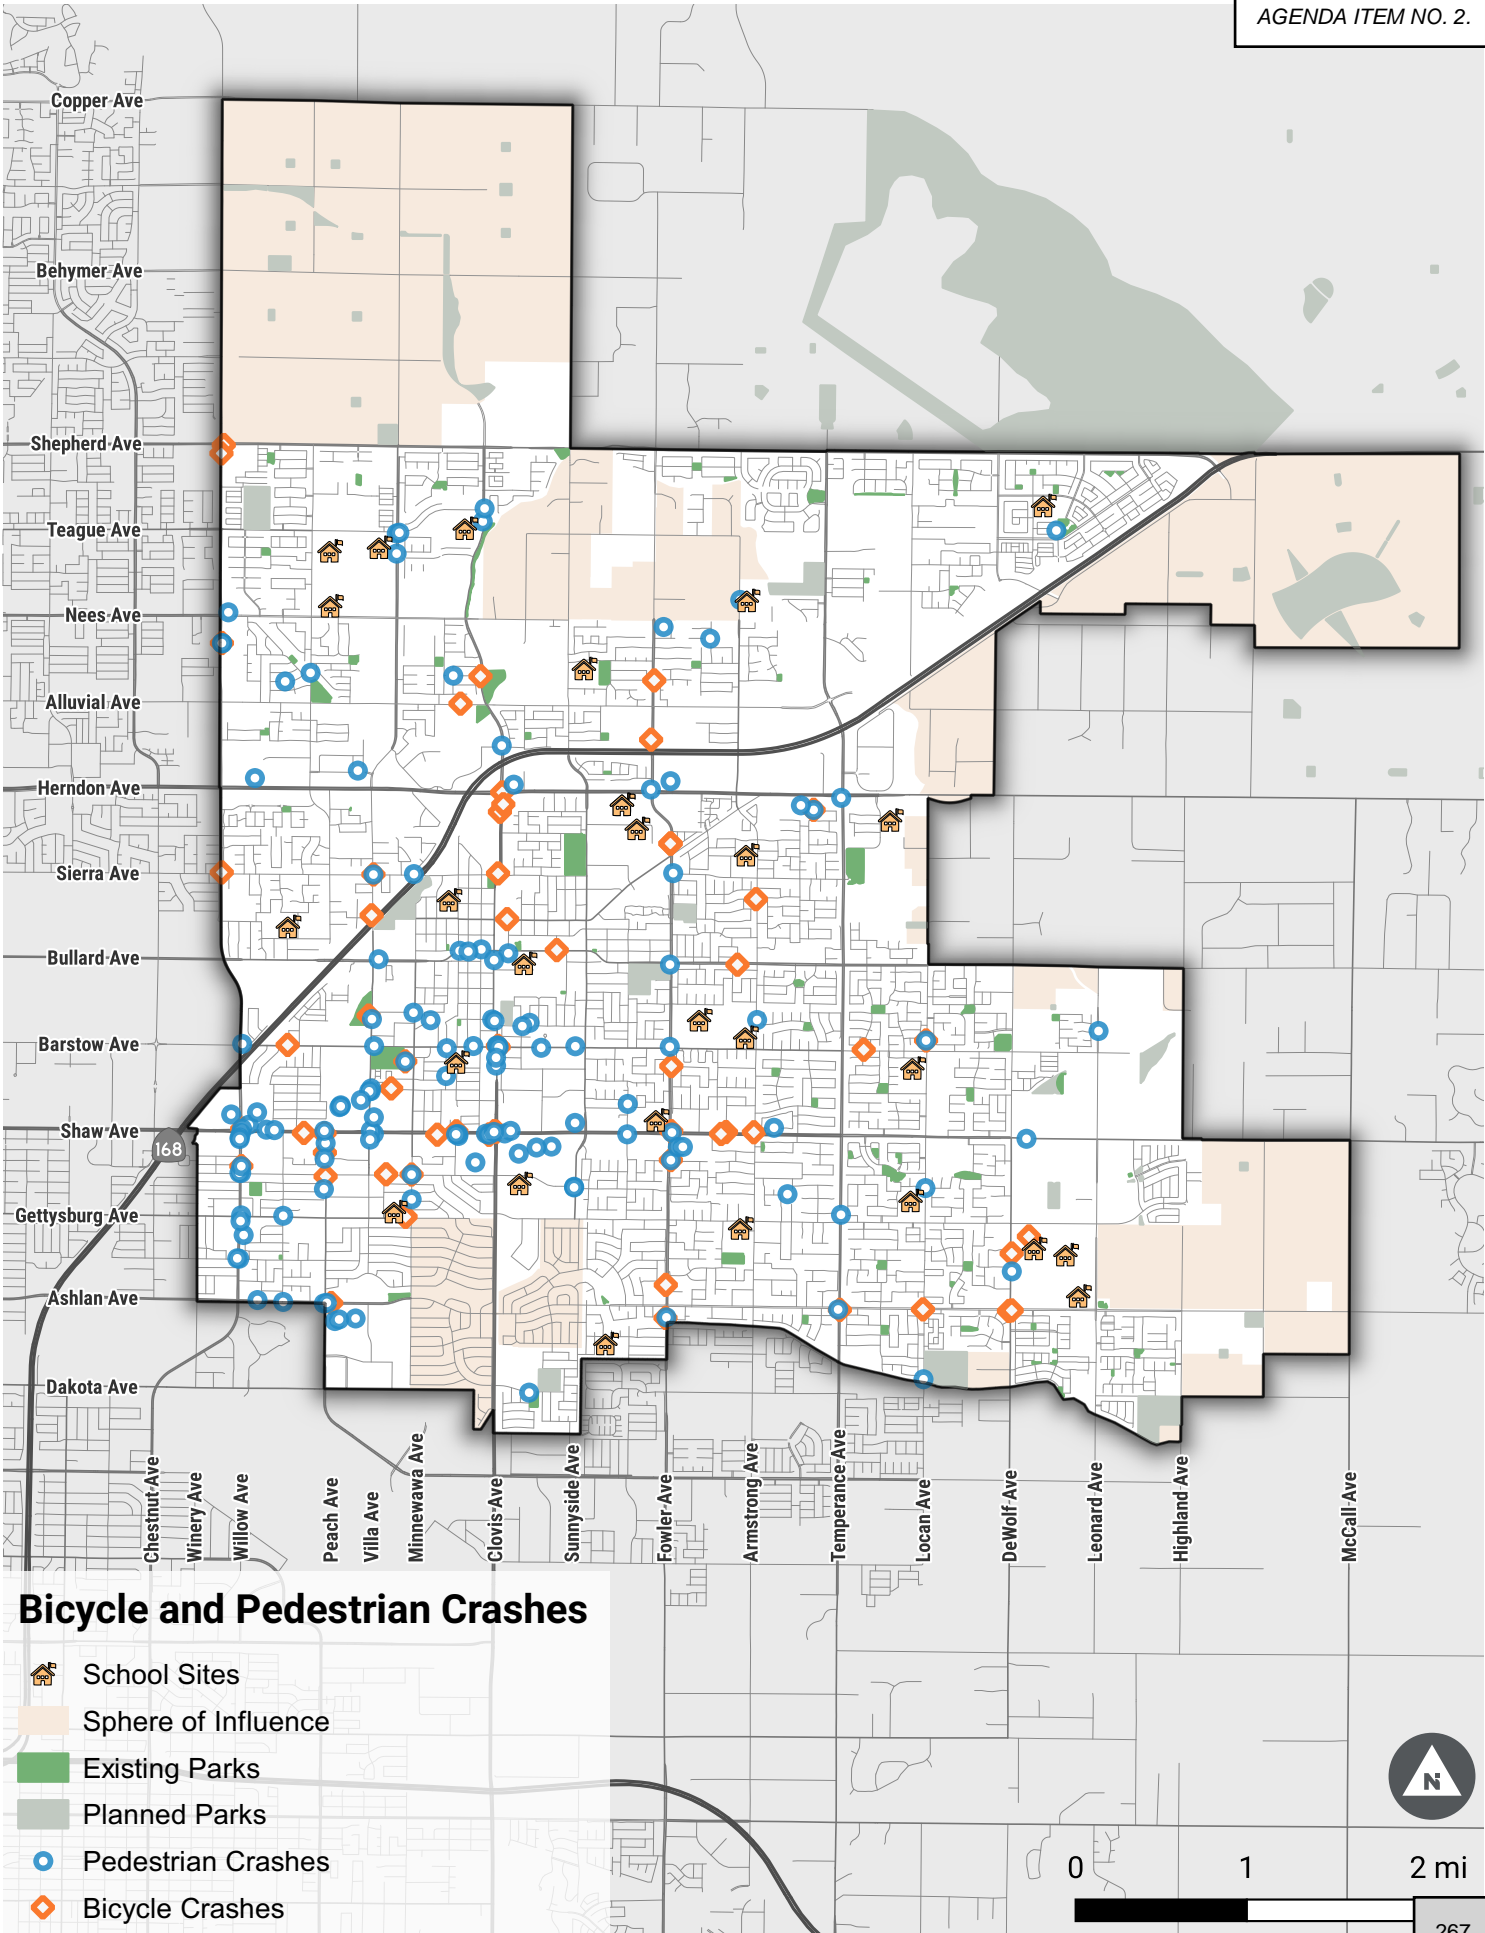 AGENDA ITEM NO. 2.
Copper Ave
Behymer Ave
Shepherd Ave
Teague Ave
Nees Ave
Alluvial Ave
Herndon Ave
Sierra Ave
Bullard Ave
Barstow Ave
Shaw Ave
168
Gettysburg Ave
Ashlan Ave
Dakota Ave
Chestnut Ave
Winery Ave
Willow Ave
Peach Ave
Villa Ave
Minnewawa Ave
Clovis Ave
Sunnyside Ave
Fowler Ave
Armstrong Ave
Temperance Ave
Locan Ave
DeWolf Ave
Leonard Ave
Highland Ave
McCall Ave
Bicycle and Pedestrian Crashes
School Sites
Sphere of Influence
Existing Parks
Planned Parks
Pedestrian Crashes
Bicycle Crashes
N
0 1 2 mi
267